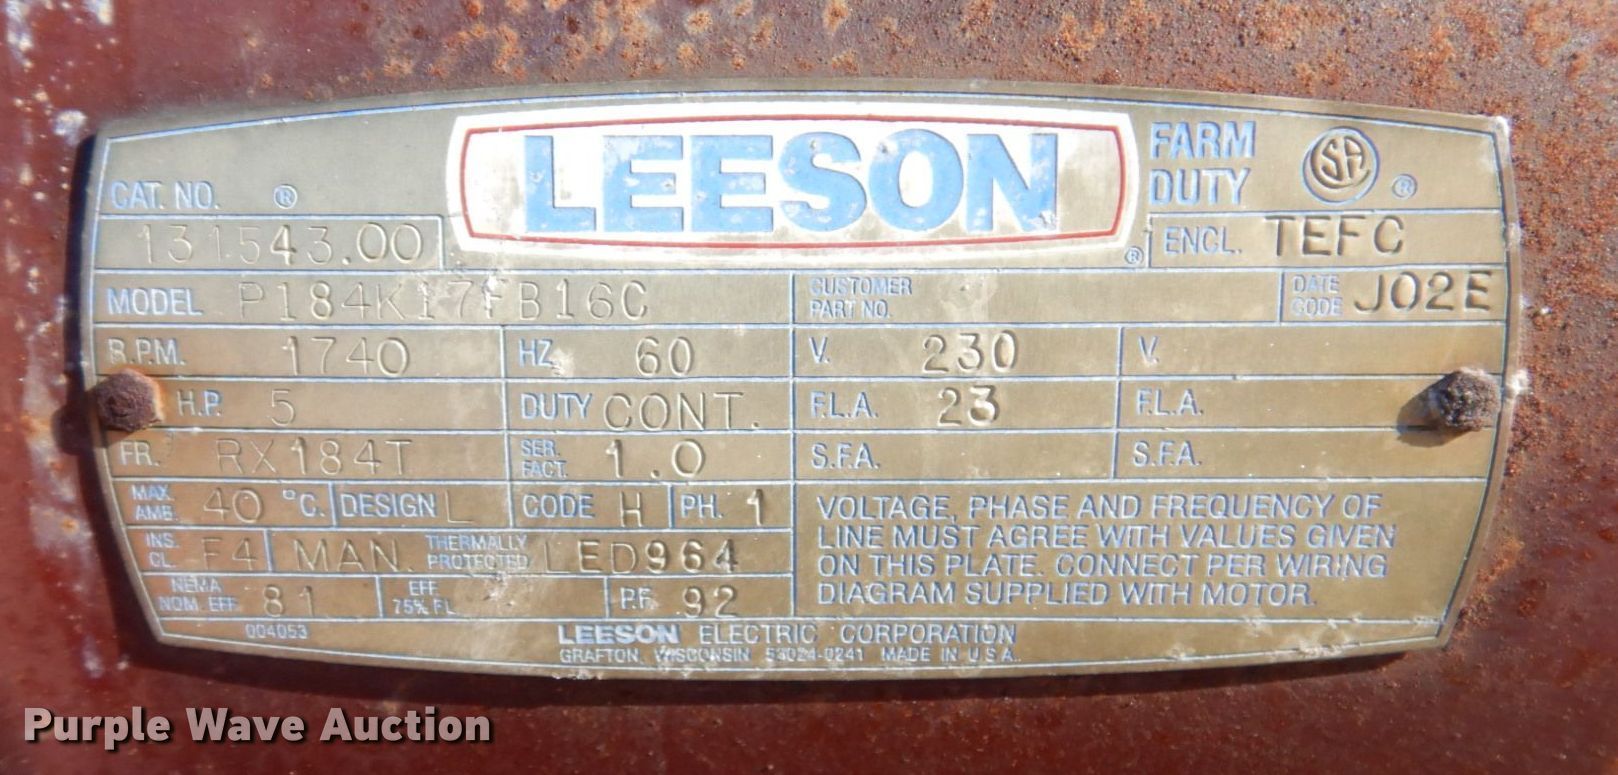 LEESON ®
FARM DUTY SA ®
CAT. NO. ®
131543.00
ENCL. TEFC
MODEL P184K17FB16C CUSTOMER PART NO. DATE CODE J02E
R.P.M. 1740 HZ 60 V. 230 V.
H.P. 5 DUTY CONT. F.L.A. 23 F.L.A.
FR. RX184T SER. FACT. 1.0 S.F.A. S.F.A.
MAX. AMB. 40 °C. DESIGN L CODE H PH. 1
INS. CL. F4 MAN. THERMALLY PROTECTED LED964
NEMA NOM. EFF. 81 EFF. 75% FL P.F. 92
VOLTAGE, PHASE AND FREQUENCY OF
LINE MUST AGREE WITH VALUES GIVEN
ON THIS PLATE. CONNECT PER WIRING
DIAGRAM SUPPLIED WITH MOTOR.
004053
LEESON ELECTRIC CORPORATION
GRAFTON, WISCONSIN 53024-0241 MADE IN U.S.A.
Purple Wave Auction